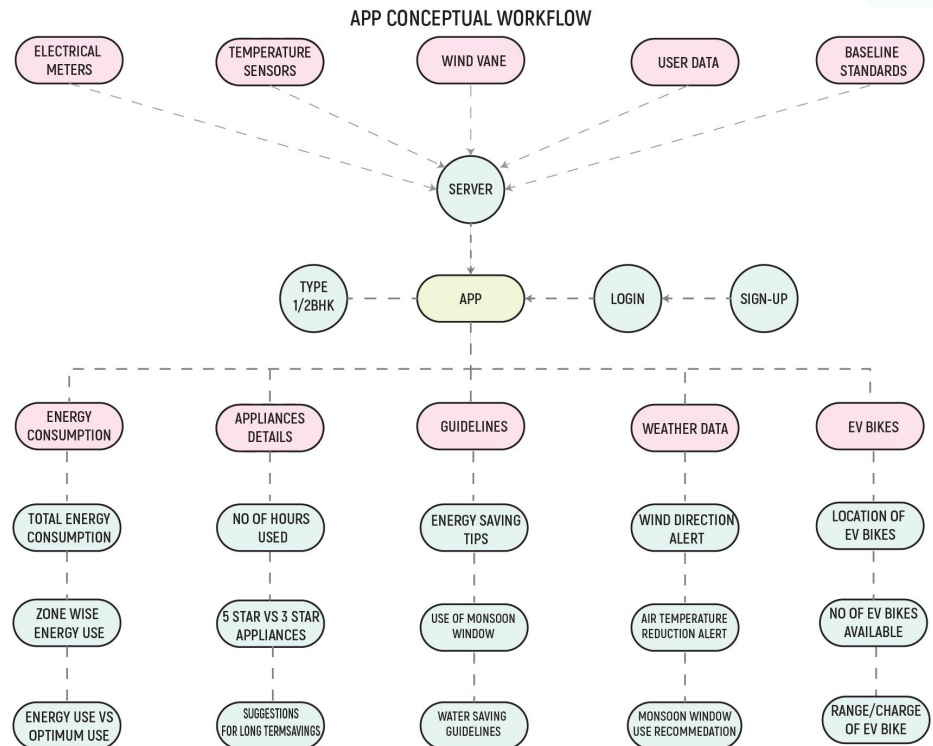 APP CONCEPTUAL WORKFLOW
ELECTRICAL
METERS
TEMPERATURE
SENSORS
WIND VANE
USER DATA
BASELINE
STANDARDS
SERVER
TYPE
1/2BHK
APP
LOGIN
SIGN-UP
ENERGY
CONSUMPTION
APPLIANCES
DETAILS
GUIDELINES
WEATHER DATA
EV BIKES
TOTAL ENERGY
CONSUMPTION
NO OF HOURS
USED
ENERGY SAVING
TIPS
WIND DIRECTION
ALERT
LOCATION OF
EV BIKES
ZONE WISE
ENERGY USE
5 STAR VS 3 STAR
APPLIANCES
USE OF MONSOON
WINDOW
AIR TEMPERATURE
REDUCTION ALERT
NO OF EV BIKES
AVAILABLE
ENERGY USE VS
OPTIMUM USE
SUGGESTIONS
FOR LONG TERMSAVINGS
WATER SAVING
GUIDELINES
MONSOON WINDOW
USE RECOMMEDATION
RANGE/CHARGE
OF EV BIKE